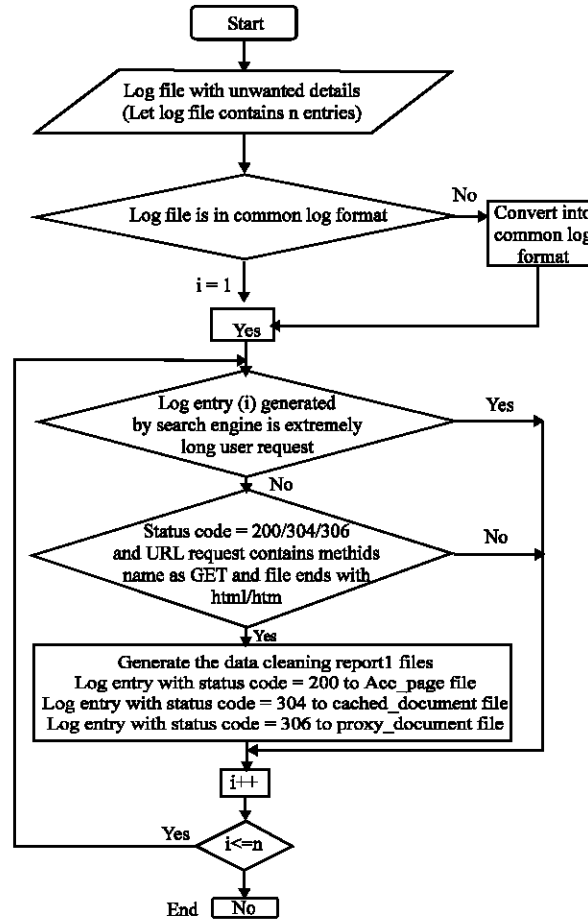 Start
Log file with unwanted details
(Let log file contains n entries)
Log file is in common log format
No
Convert into
common log
format
i = 1
Yes
Log entry (i) generated
by search engine is extremely
long user request
Yes
No
Status code = 200/304/306
and URL request contains methids
name as GET and file ends with
html/htm
No
Yes
Generate the data cleaning report1 files
Log entry with status code = 200 to Acc_page file
Log entry with status code = 304 to cached_document file
Log entry with status code = 306 to proxy_document file
i++
Yes
i<=n
End
No